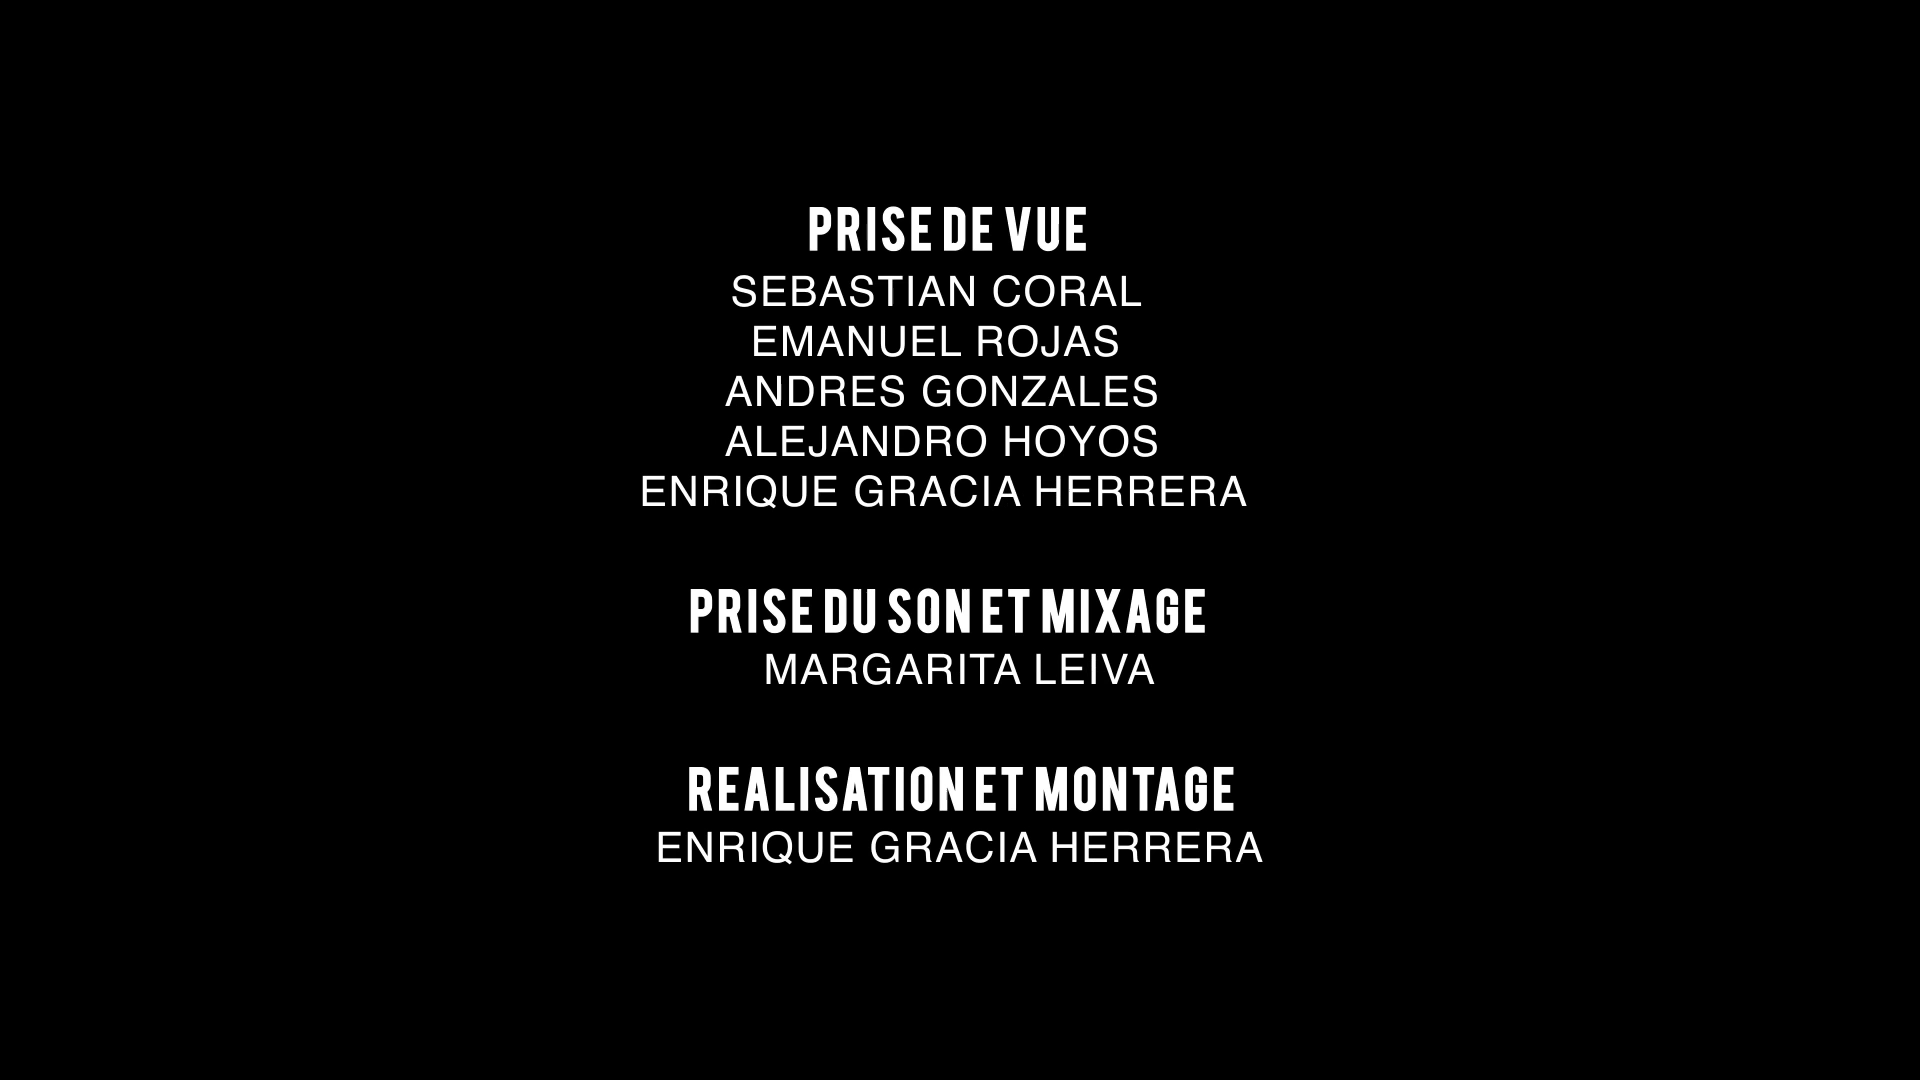 PRISE DE VUE
SEBASTIAN CORAL
EMANUEL ROJAS
ANDRES GONZALES
ALEJANDRO HOYOS
ENRIQUE GRACIA HERRERA
PRISE DU SON ET MIXAGE
MARGARITA LEIVA
REALISATION ET MONTAGE
ENRIQUE GRACIA HERRERA